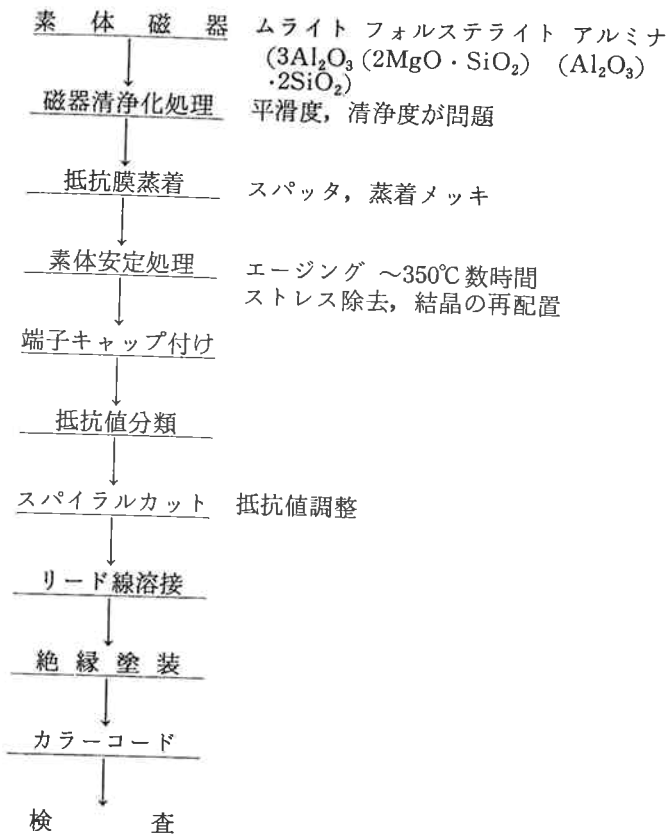 素体磁器 ムライト フォルステライト アルミナ
(3Al₂O₃ (2MgO・SiO₂) (Al₂O₃)
・2SiO₂)
磁器清浄化処理 平滑度，清浄度が問題
抵抗膜蒸着 スパッタ，蒸着メッキ
素体安定処理 エージング ～350℃数時間
ストレス除去，結晶の再配置
端子キャップ付け
抵抗値分類
スパイラルカット 抵抗値調整
リード線溶接
絶縁塗装
カラーコード
検査